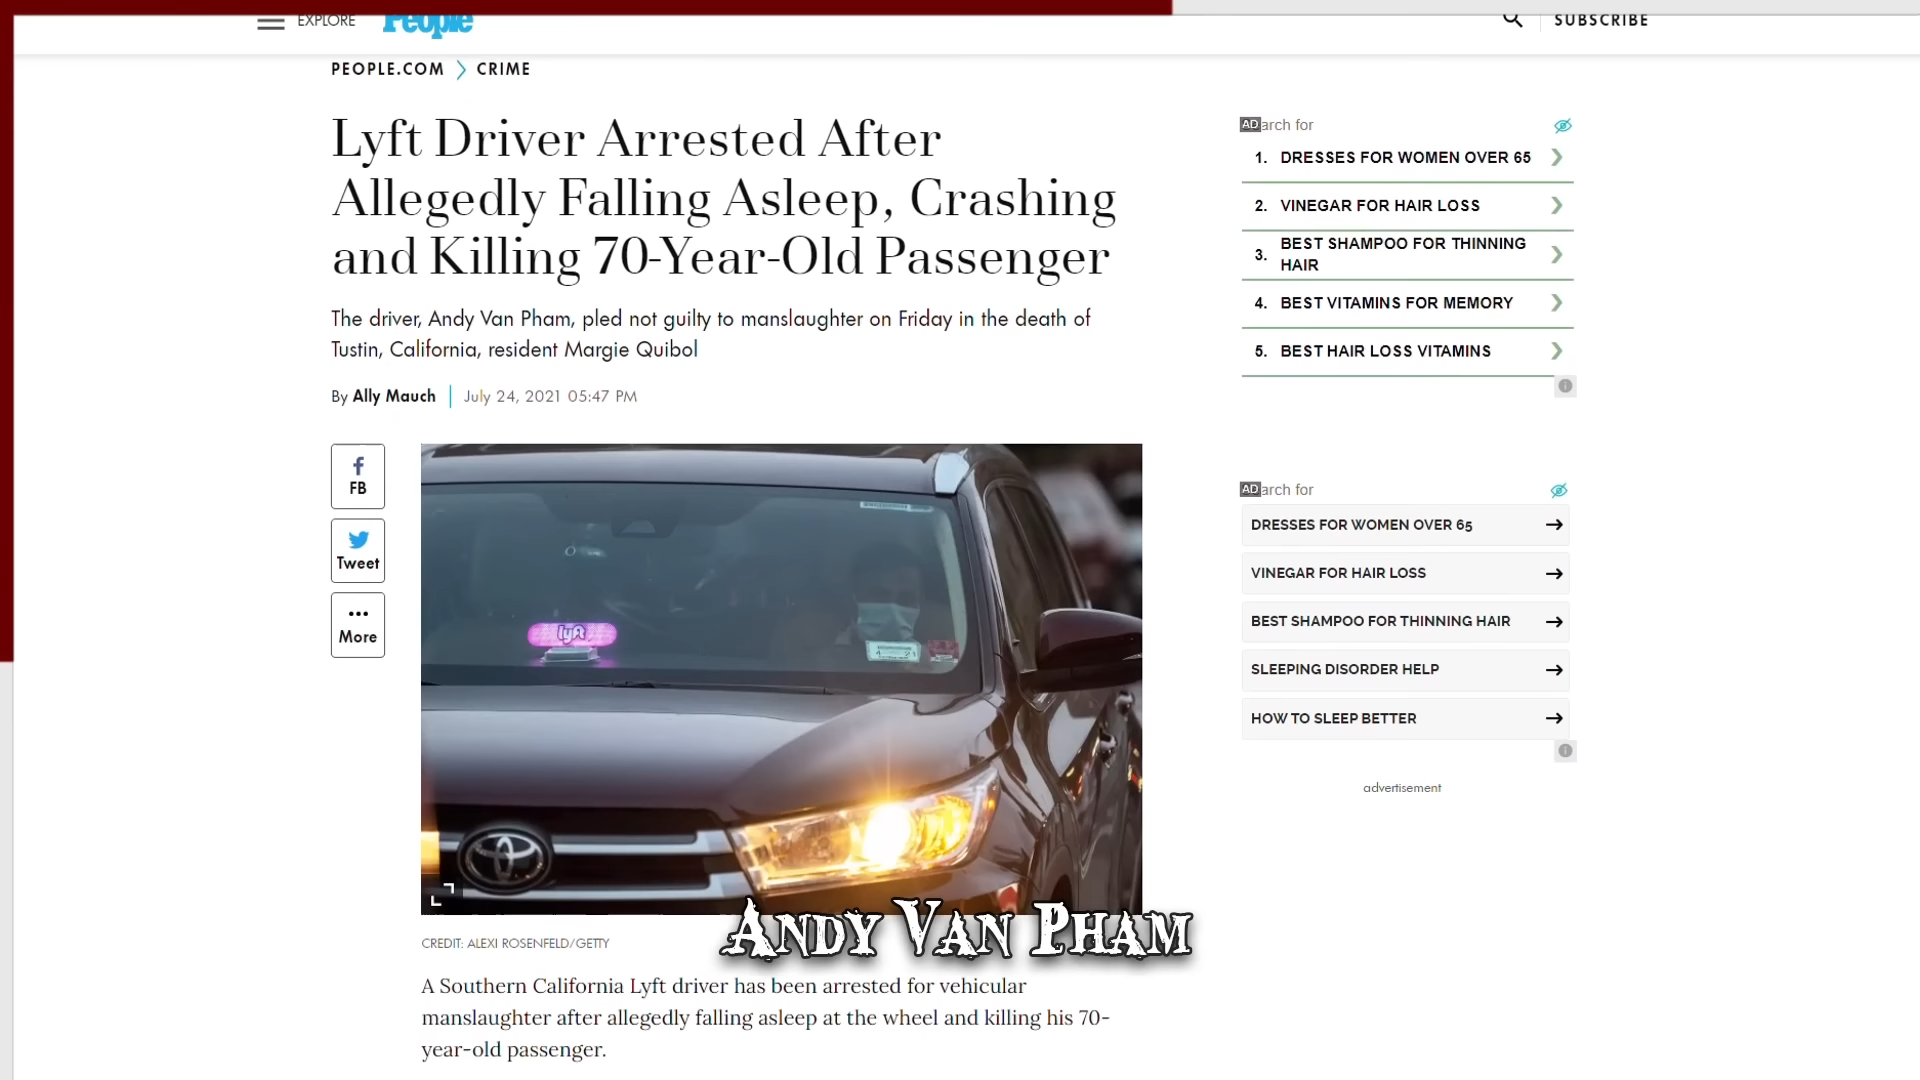 EXPLORE
People
SUBSCRIBE
PEOPLE.COM > CRIME
Lyft Driver Arrested After
Allegedly Falling Asleep, Crashing
and Killing 70-Year-Old Passenger
The driver, Andy Van Pham, pled not guilty to manslaughter on Friday in the death of
Tustin, California, resident Margie Quibol
By Ally Mauch | July 24, 2021 05:47 PM
FB
Tweet
More
lyft
CREDIT: ALEXI ROSENFELD/GETTY
Andy Van Pham
A Southern California Lyft driver has been arrested for vehicular
manslaughter after allegedly falling asleep at the wheel and killing his 70-
year-old passenger.
AD arch for
1. DRESSES FOR WOMEN OVER 65
2. VINEGAR FOR HAIR LOSS
3. BEST SHAMPOO FOR THINNING
HAIR
4. BEST VITAMINS FOR MEMORY
5. BEST HAIR LOSS VITAMINS
AD arch for
DRESSES FOR WOMEN OVER 65
VINEGAR FOR HAIR LOSS
BEST SHAMPOO FOR THINNING HAIR
SLEEPING DISORDER HELP
HOW TO SLEEP BETTER
advertisement